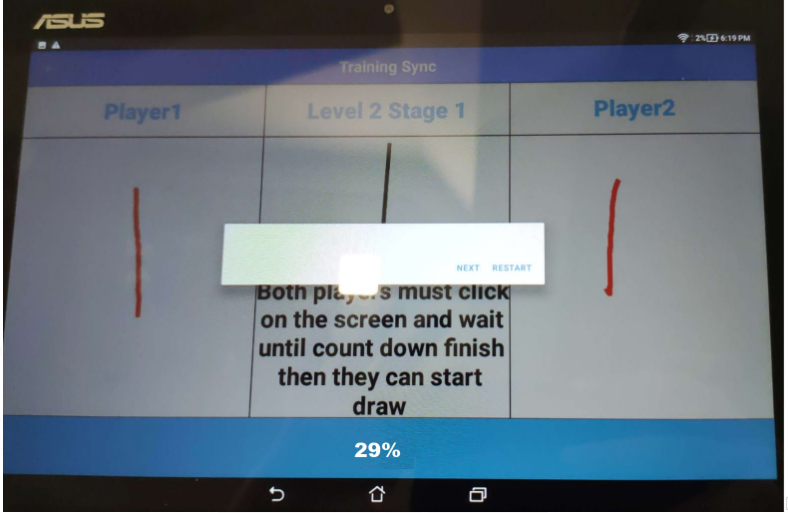 ASUS
2% 6:19 PM
Training Sync
Player1
Level 2 Stage 1
Player2
NEXT RESTART
Both players must click
on the screen and wait
until count down finish
then they can start
draw
29%